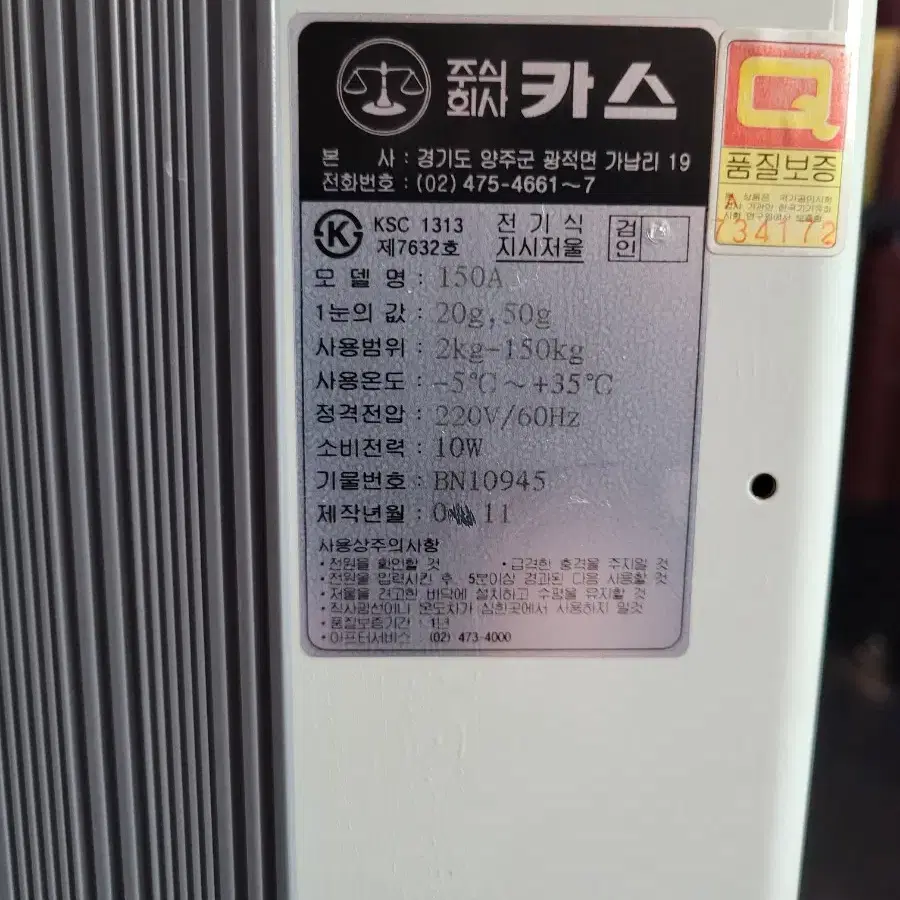 주식
회사 카스
본 사 : 경기도 양주군 광적면 가납리 19
전화번호 : (02) 475-4661~7
KSC 1313
제7632호
전기식
지시저울
검
인
모델명 : 150A
1눈의 값 : 20g, 50g
사용범위 : 2kg-150kg
사용온도 : -5℃ ~ +35℃
정격전압 : 220V/60Hz
소비전력 : 10W
기물번호 : BN10945
제작년월 : 0 11
사용상주의사항
· 전원을 확인할 것 · 급격한 충격을 주지말 것
· 전원을 입력시킨 후 5분이상 경과된 다음 사용할 것
· 저울을 견고한 바닥에 설치하고 수평을 유지할 것
· 직사광선이나 온도차가 심한곳에서 사용하지 말것
· 품질보증기간 : 1년
· 아프터서비스 : (02) 473-4000
Q
품질보증
상품은 국가공인시험
A
734172